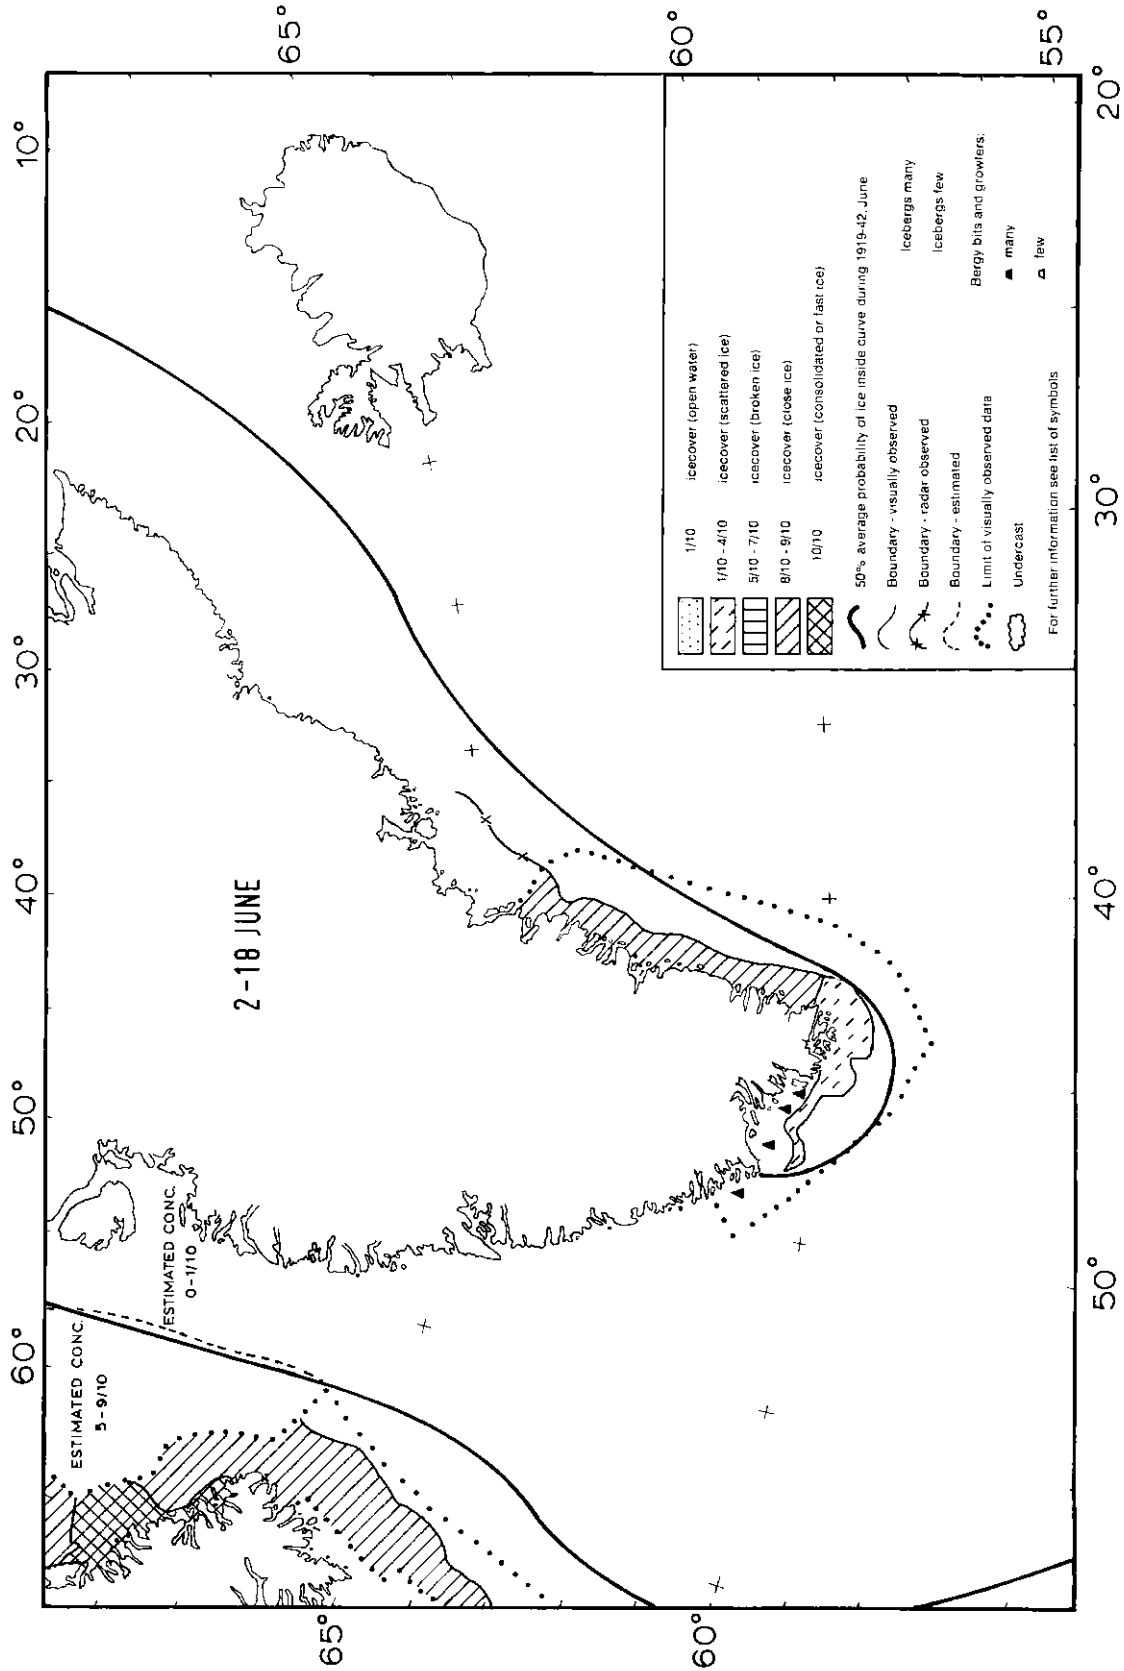 60°
50°
40°
30°
20°
10°
65°
60°
55°
65°
60°
50°
40°
30°
20°
ESTIMATED CONC.
5-9/10
ESTIMATED CONC.
0-1/10
2-18 JUNE
1/10 icecover (open water)
1/10 - 4/10 icecover (scattered ice)
5/10 - 7/10 icecover (broken ice)
8/10 - 9/10 icecover (close ice)
10/10 icecover (consolidated or fast ice)
50% average probability of ice inside curve during 1919-42. June
Boundary - visually observed
Icebergs many
Boundary - radar observed
Icebergs few
Boundary - estimated
Limit of visually observed data
Bergy bits and growlers:
Undercast
many
few
For further information see list of symbols